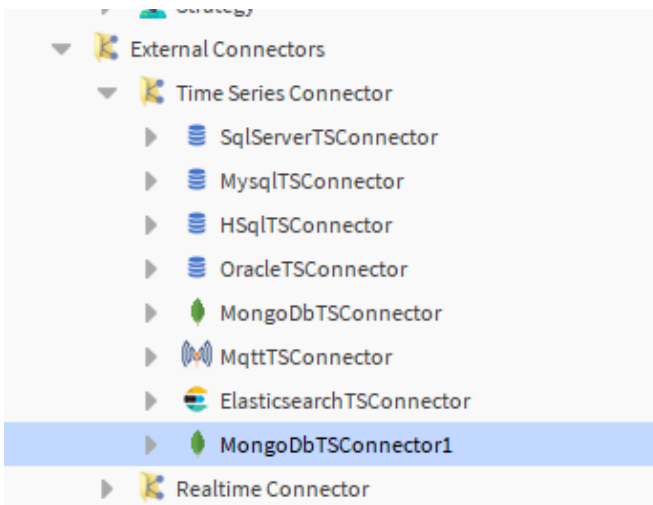 External Connectors
Time Series Connector
SqlServerTSConnector
MysqlTSConnector
HSqlTSConnector
OracleTSConnector
MongoDbTSConnector
MqttTSConnector
ElasticsearchTSConnector
MongoDbTSConnector1
Realtime Connector